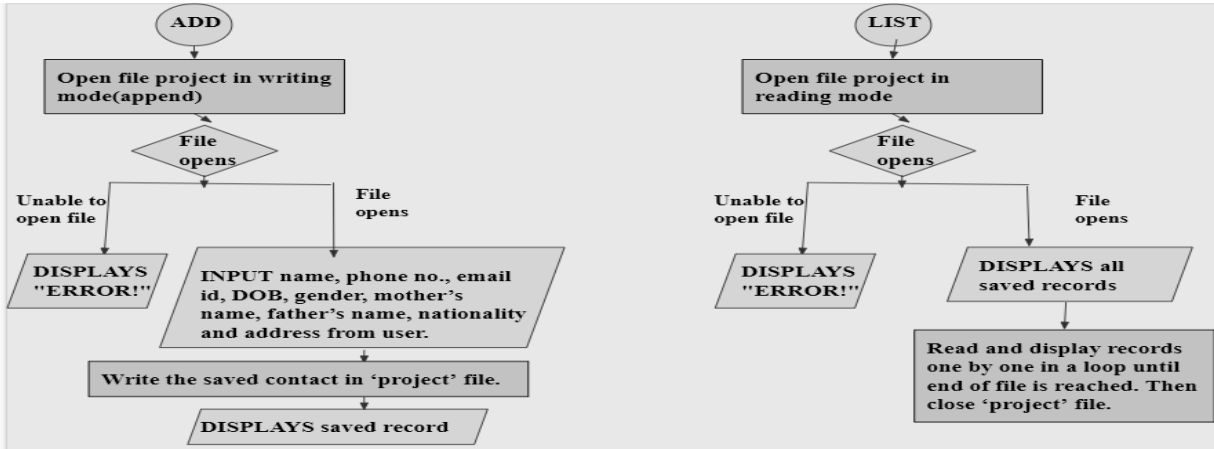 ADD
Open file project in writing
mode(append)
File
opens
Unable to
open file
File
opens
DISPLAYS
"ERROR!"
INPUT name, phone no., email
id, DOB, gender, mother’s
name, father’s name, nationality
and address from user.
Write the saved contact in ‘project’ file.
DISPLAYS saved record
LIST
Open file project in
reading mode
File
opens
Unable to
open file
File
opens
DISPLAYS
"ERROR!"
DISPLAYS all
saved records
Read and display records
one by one in a loop until
end of file is reached. Then
close ‘project’ file.